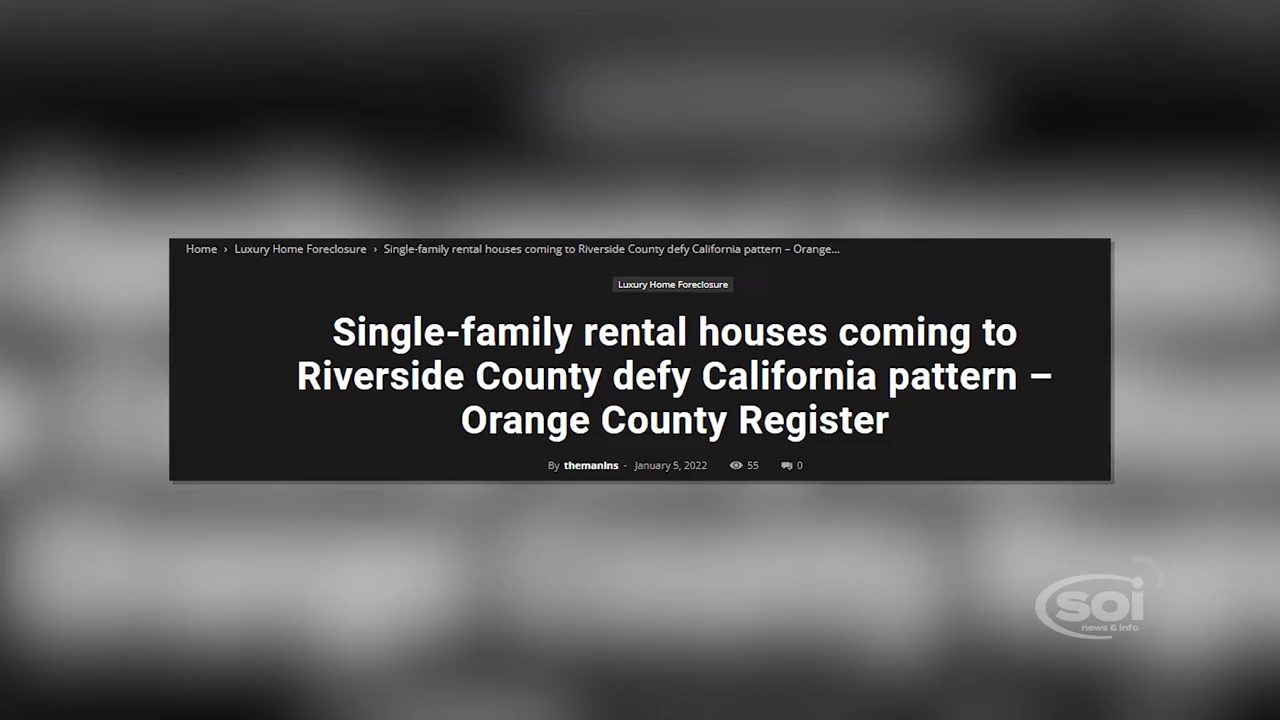 Home › Luxury Home Foreclosure › Single-family rental houses coming to Riverside County defy California pattern – Orange...
Luxury Home Foreclosure
Single-family rental houses coming to
Riverside County defy California pattern –
Orange County Register
By themanlns - January 5, 2022 55 0
soi
news & info